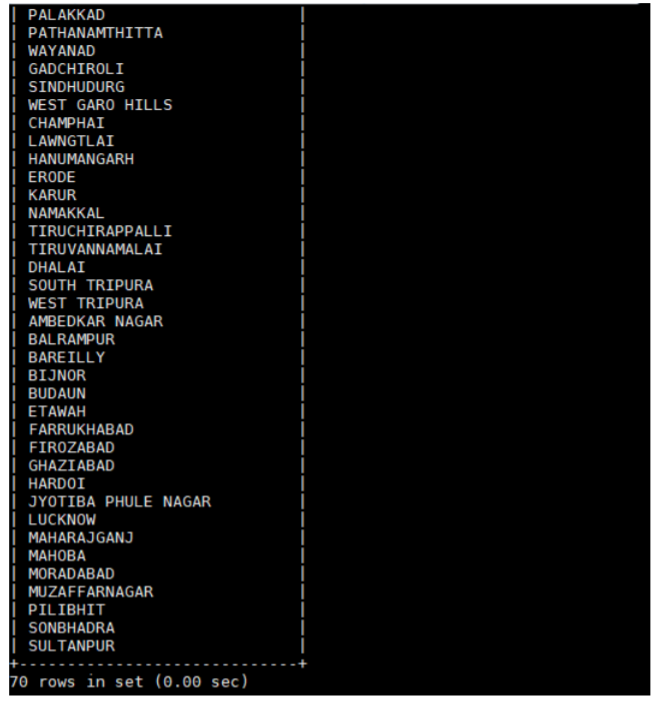 | PALAKKAD |
| PATHANAMTHITTA |
| WAYANAD |
| GADCHIROLI |
| SINDHUDURG |
| WEST GARO HILLS |
| CHAMPHAI |
| LAWNGTLAI |
| HANUMANGARH |
| ERODE |
| KARUR |
| NAMAKKAL |
| TIRUCHIRAPPALLI |
| TIRUVANNAMALAI |
| DHALAI |
| SOUTH TRIPURA |
| WEST TRIPURA |
| AMBEDKAR NAGAR |
| BALRAMPUR |
| BAREILLY |
| BIJNOR |
| BUDAUN |
| ETAWAH |
| FARRUKHABAD |
| FIROZABAD |
| GHAZIABAD |
| HARDOI |
| JYOTIBA PHULE NAGAR |
| LUCKNOW |
| MAHARAJGANJ |
| MAHOBA |
| MORADABAD |
| MUZAFFARNAGAR |
| PILIBHIT |
| SONBHADRA |
| SULTANPUR |
+-----------------------------+
70 rows in set (0.00 sec)